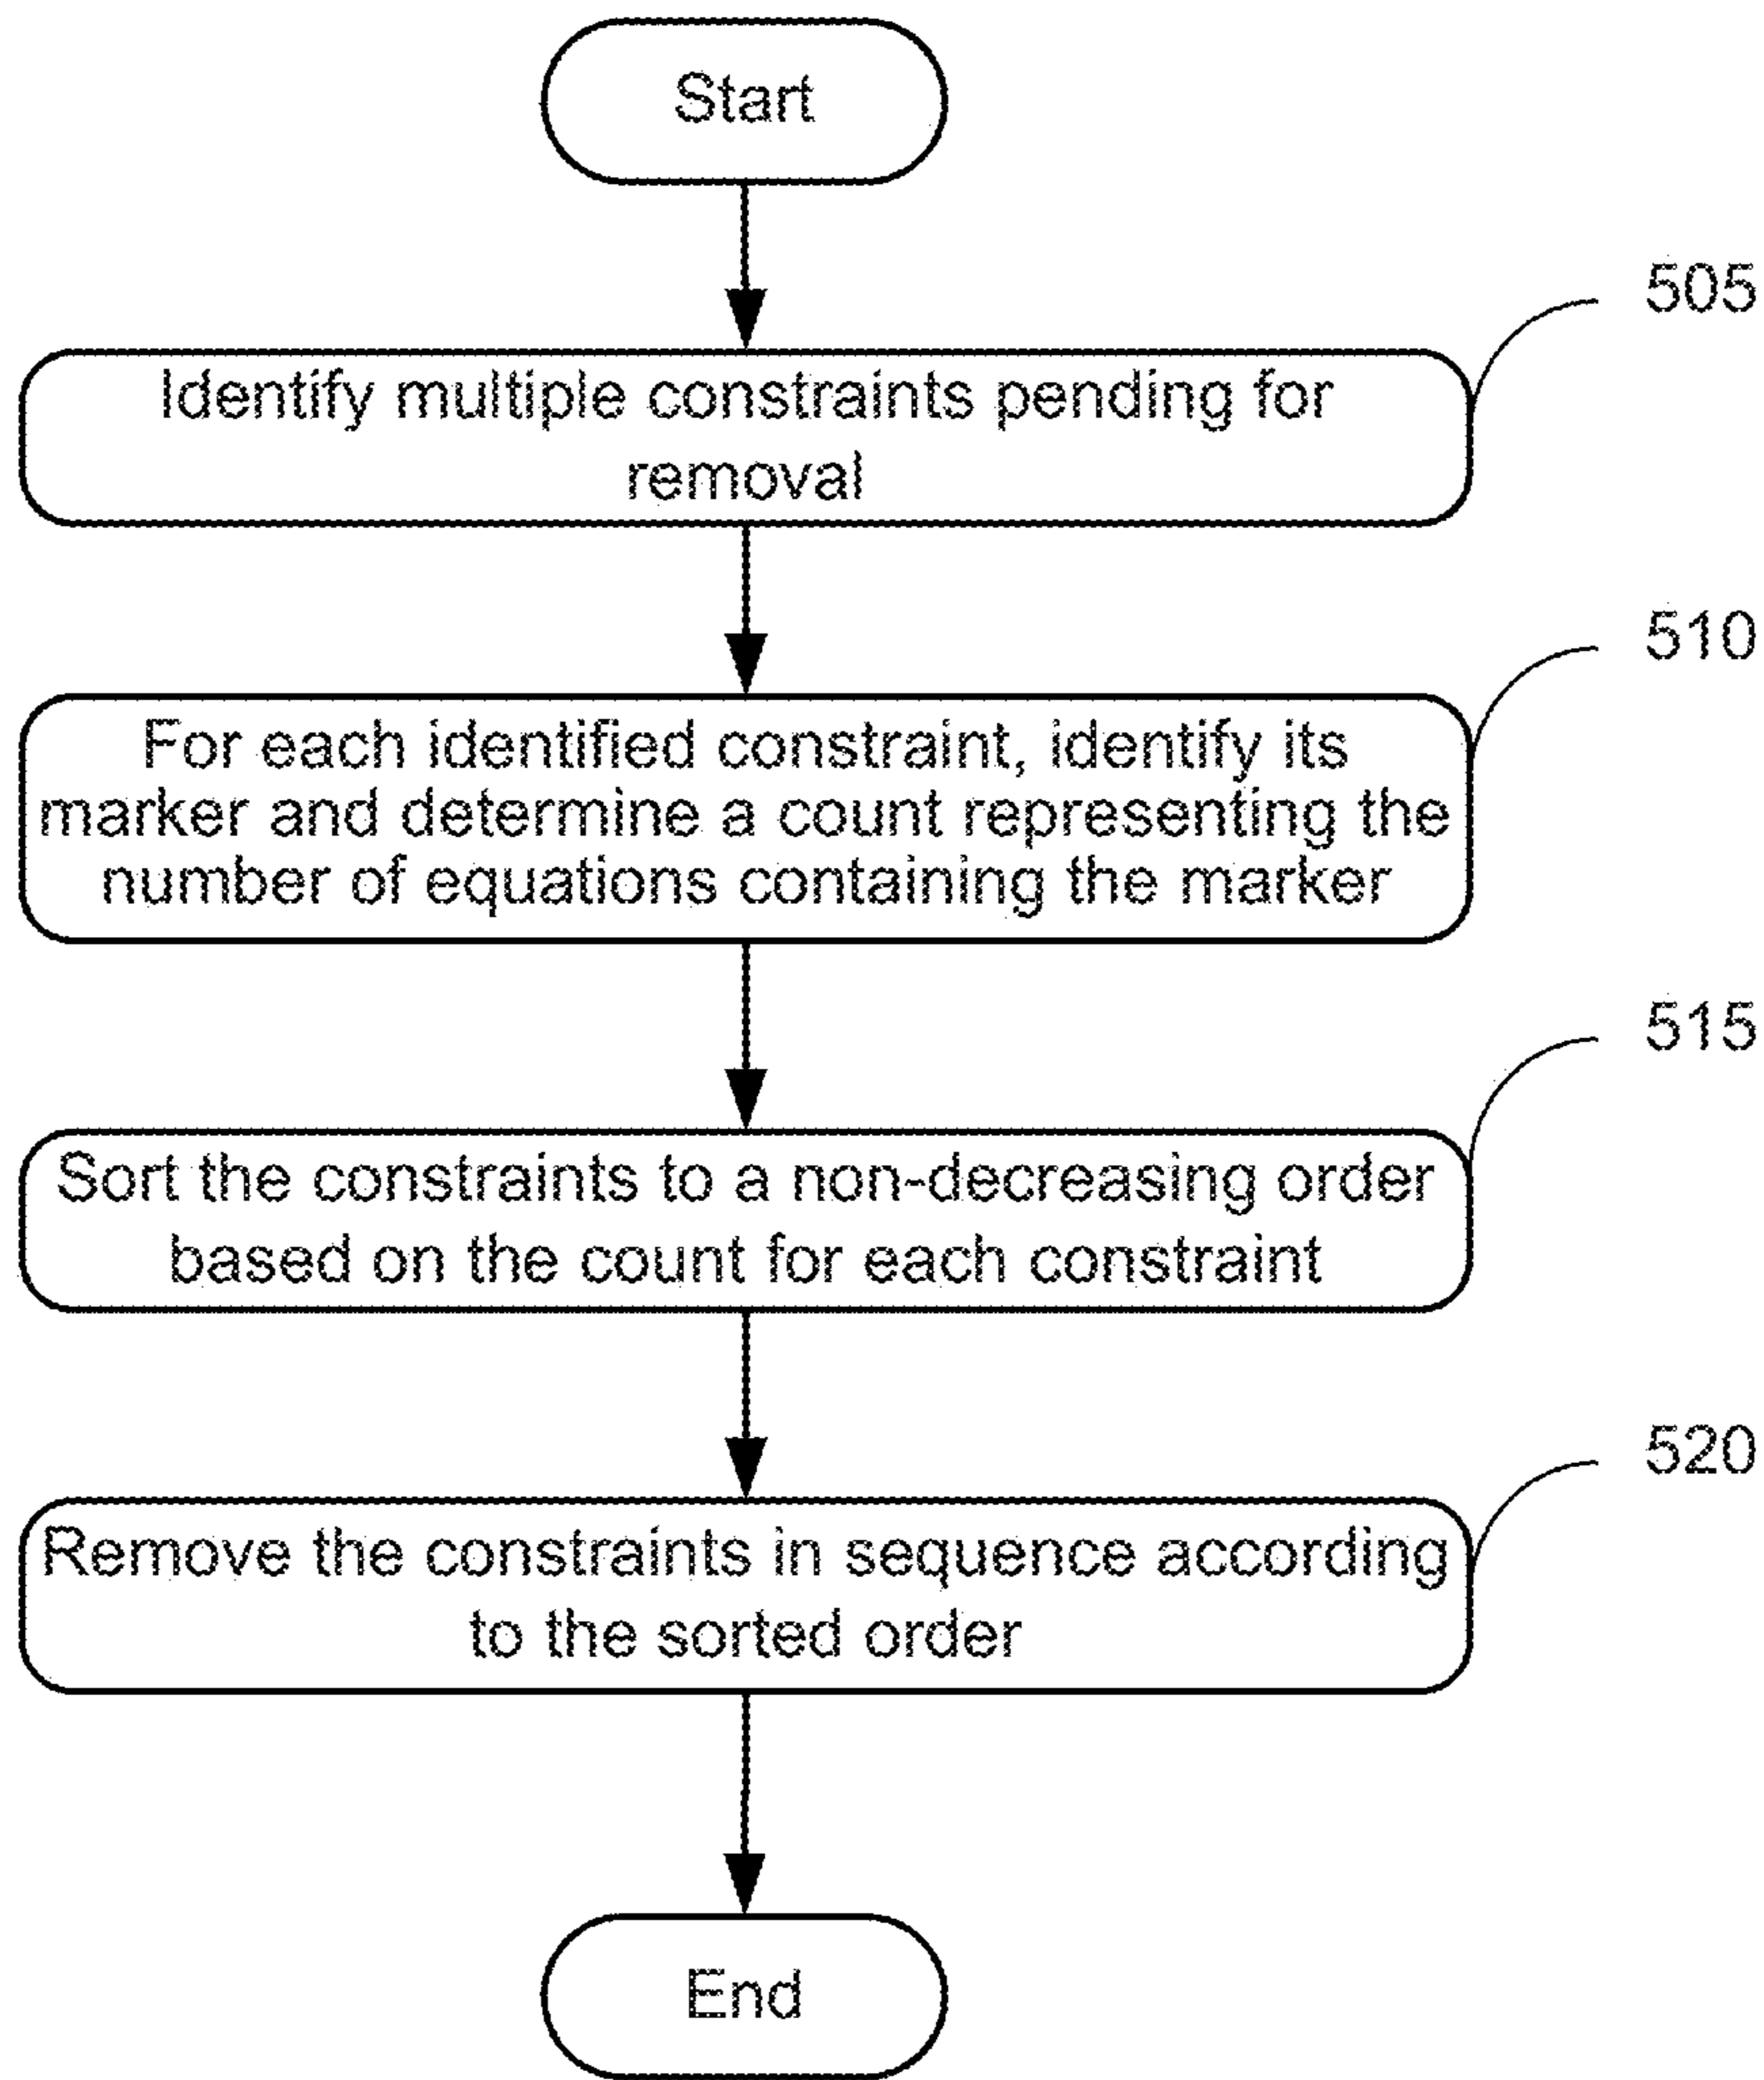 Start
505
Identify multiple constraints pending for
removal
510
For each identified constraint, identify its
marker and determine a count representing the
number of equations containing the marker
515
Sort the constraints to a non-decreasing order
based on the count for each constraint
520
Remove the constraints in sequence according
to the sorted order
End